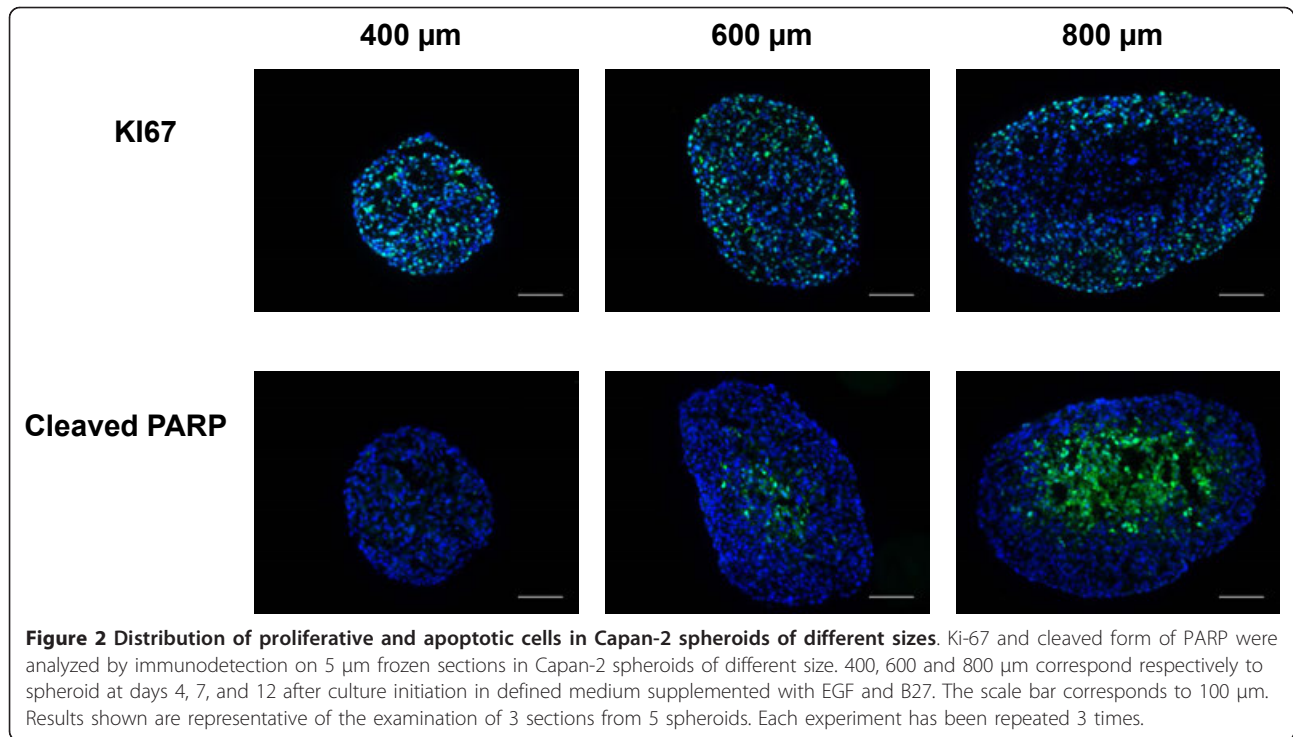 400 µm 600 µm 800 µm
KI67
Cleaved PARP
Figure 2 Distribution of proliferative and apoptotic cells in Capan-2 spheroids of different sizes. Ki-67 and cleaved form of PARP were
analyzed by immunodetection on 5 µm frozen sections in Capan-2 spheroids of different size. 400, 600 and 800 µm correspond respectively to
spheroid at days 4, 7, and 12 after culture initiation in defined medium supplemented with EGF and B27. The scale bar corresponds to 100 µm.
Results shown are representative of the examination of 3 sections from 5 spheroids. Each experiment has been repeated 3 times.